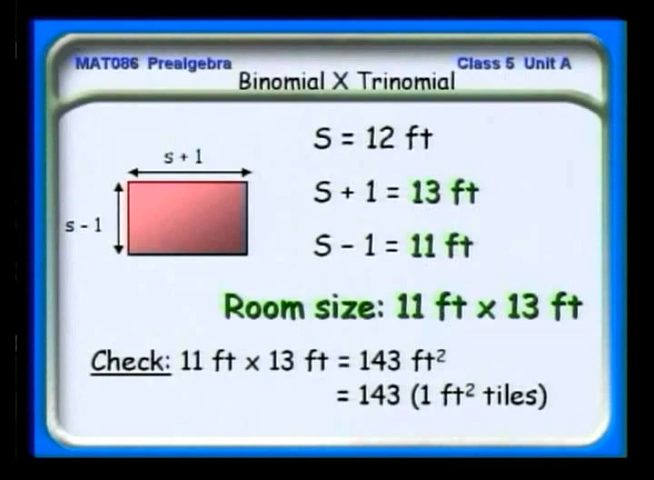 MAT086 Prealgebra
Class 5 Unit A
Binomial X Trinomial
s + 1
s - 1
S = 12 ft
S + 1 = 13 ft
S - 1 = 11 ft
Room size: 11 ft x 13 ft
Check: 11 ft x 13 ft = 143 ft²
= 143 (1 ft² tiles)